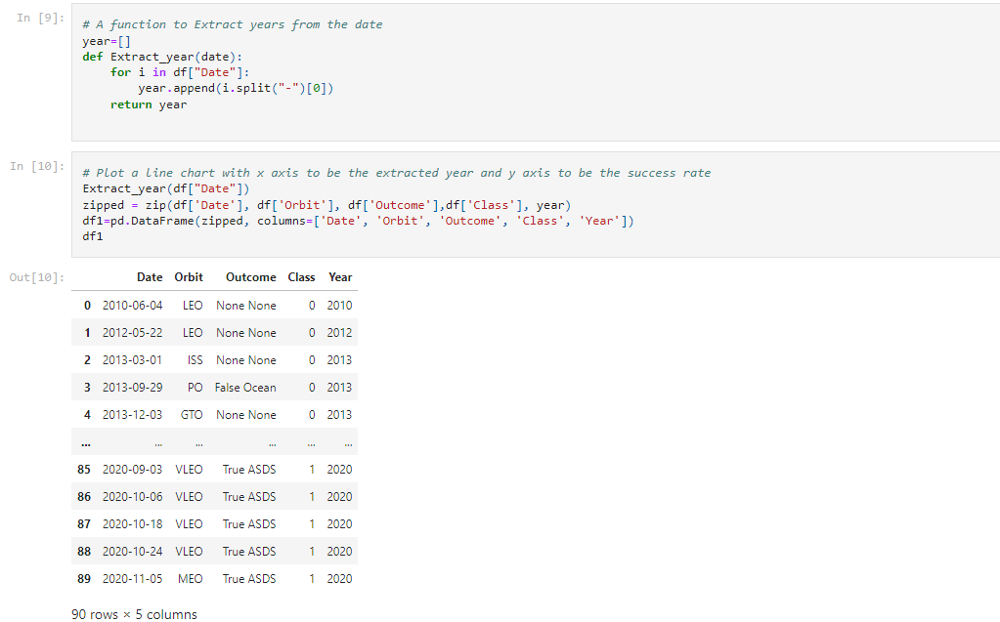 In [9]:
# A function to Extract years from the date
year=[]
def Extract_year(date):
    for i in df["Date"]:
        year.append(i.split("-")[0])
    return year
In [10]:
# Plot a line chart with x axis to be the extracted year and y axis to be the success rate
Extract_year(df["Date"])
zipped = zip(df['Date'], df['Orbit'], df['Outcome'],df['Class'], year)
df1=pd.DataFrame(zipped, columns=['Date', 'Orbit', 'Outcome', 'Class', 'Year'])
df1
Out[10]:
Date Orbit Outcome Class Year
0 2010-06-04 LEO None None 0 2010
1 2012-05-22 LEO None None 0 2012
2 2013-03-01 ISS None None 0 2013
3 2013-09-29 PO False Ocean 0 2013
4 2013-12-03 GTO None None 0 2013
... ... ... ... ... ...
85 2020-09-03 VLEO True ASDS 1 2020
86 2020-10-06 VLEO True ASDS 1 2020
87 2020-10-18 VLEO True ASDS 1 2020
88 2020-10-24 VLEO True ASDS 1 2020
89 2020-11-05 MEO True ASDS 1 2020
90 rows × 5 columns